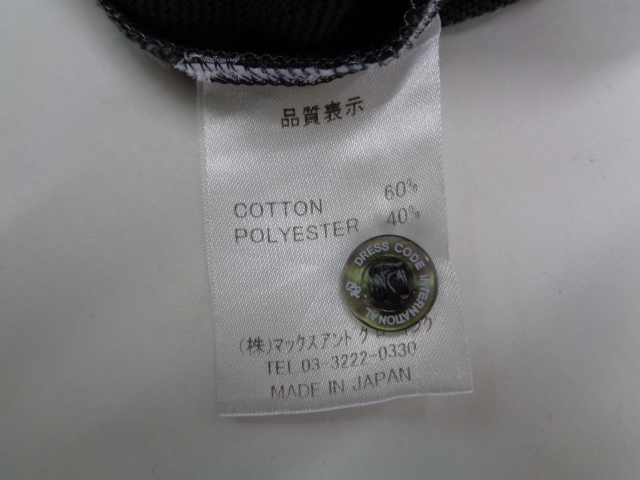 品質表示
COTTON 60%
POLYESTER 40%
DRESS CODE INTERNATIONAL
(株)マックスアント
TEL.03-3222-0330
MADE IN JAPAN